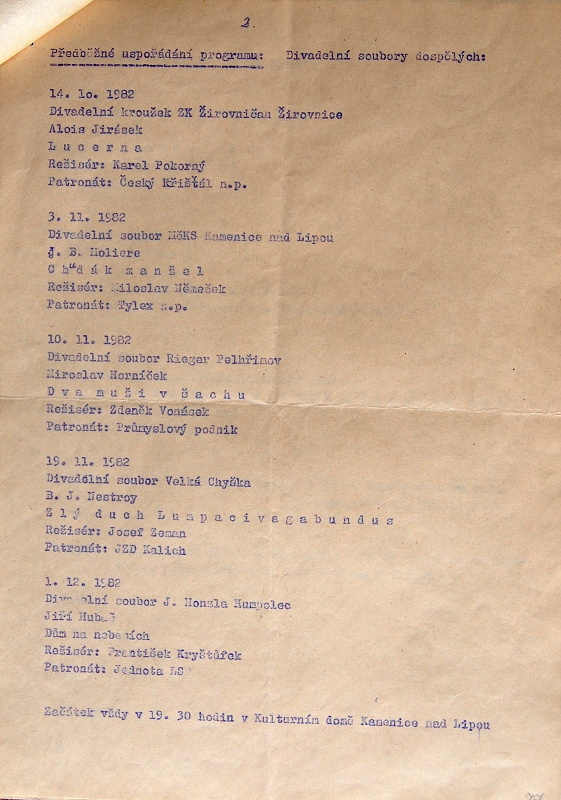 3.
Předběžné uspořádání programu: Divadelní soubory dospělých:
14. 1o. 1982
Divadelní kroužek ZK Žirovničan Žirovnice
Alois Jirásek
L u c e r n a
Režisér: Karel Pokorný
Patronát: Český Křišťál n.p.
3. 11. 1982
Divadelní soubor MěKS Kamenice nad Lipou
J. B. Moliere
C h u d á k m a n ž e l
Režisér: Miloslav Němeček
Patronát: Tylex n.p.
10. 11. 1982
Divadelní soubor Rieger Pelhřimov
Miroslav Horníček
D v a m u ž i v š a c h u
Režisér: Zdeněk Vonásek
Patronát: Průmyslový podnik
19. 11. 1982
Divadelní soubor Velká Chyška
B. J. Nestroy
Z l ý d u c h L u m p a c i v a g a b u n d u s
Režisér: Josef Zeman
Patronát: JZD Kalich
1. 12. 1982
Divadelní soubor J. Honzla Humpolec
Jiří Hubač
Dům na nebesích
Režisér: František Kryštůfek
Patronát: Jednota LS
Začátek vždy v 19. 30 hodin v Kulturním domě Kamenice nad Lipou